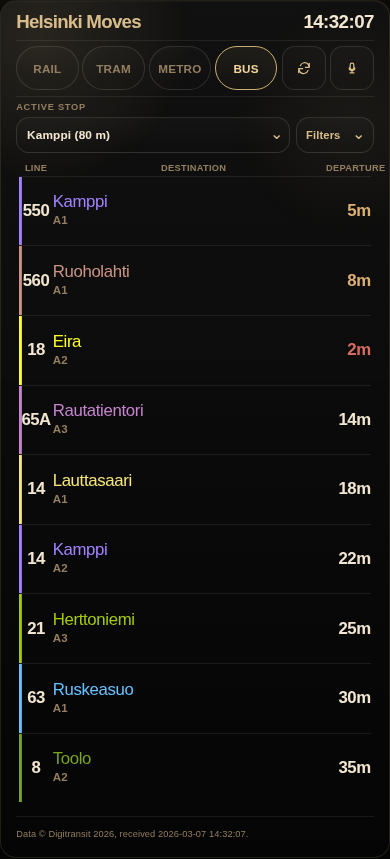 Helsinki Moves 14:32:07
RAIL TRAM METRO BUS
ACTIVE STOP
Kamppi (80 m) Filters
LINE DESTINATION DEPARTURE
550 Kamppi 5m
A1
560 Ruoholahti 8m
A1
18 Eira 2m
A2
65A Rautatientori 14m
A3
14 Lauttasaari 18m
A1
14 Kamppi 22m
A2
21 Herttoniemi 25m
A3
63 Ruskeasuo 30m
A1
8 Toolo 35m
A2
Data © Digitransit 2026, received 2026-03-07 14:32:07.